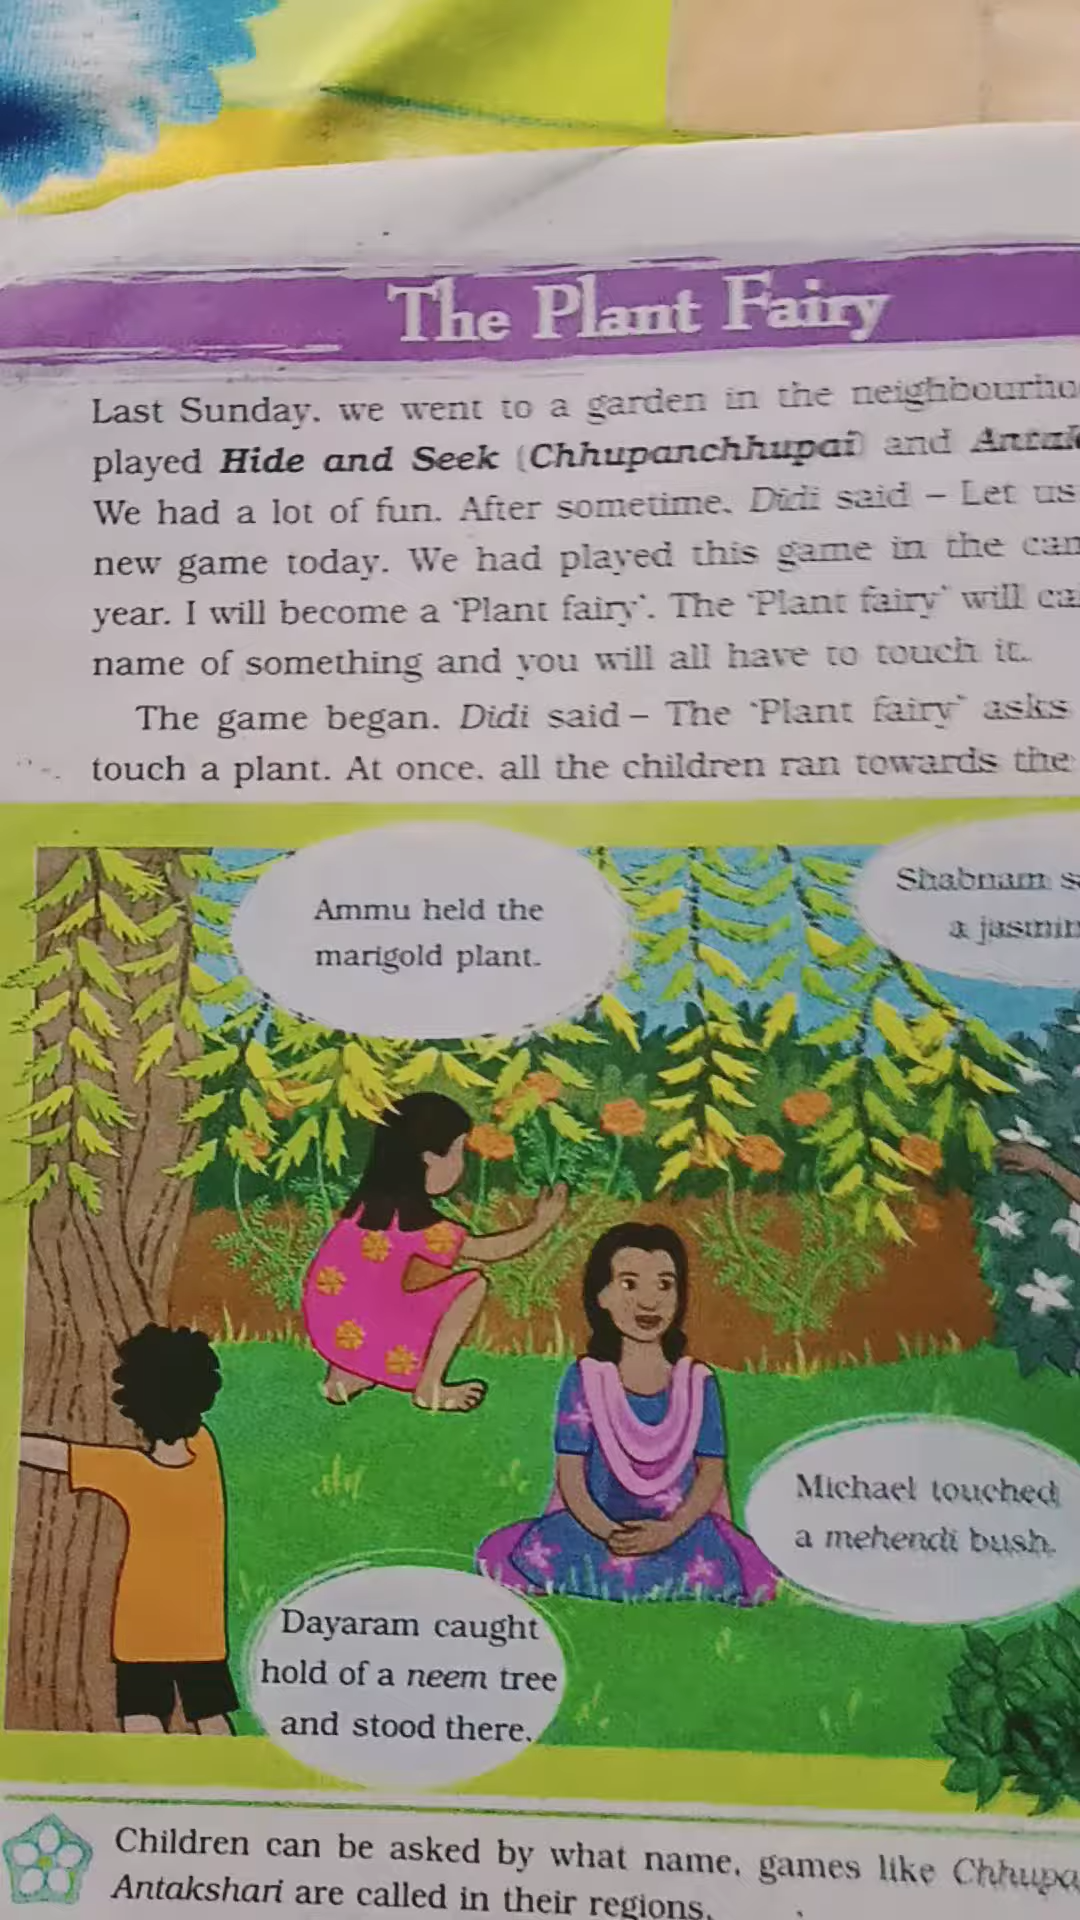 The Plant Fairy
Last Sunday, we went to a garden in the
played Hide and Seek (Chhupanchhupai) and
We had a lot of fun. After sometime, Didi said – Let us
new game today. We had played this game in the
year. I will become a 'Plant fairy'. The 'Plant fairy' will
name of something and you will all have to touch it.
The game began. Didi said – The 'Plant fairy' asks
touch a plant. At once, all the children ran towards the
Ammu held the
marigold plant.
Shabnam
a
Michael touched
a mehendi bush.
Dayaram caught
hold of a neem tree
and stood there.
Children can be asked by what name, games like
Antakshari are called in their regions.